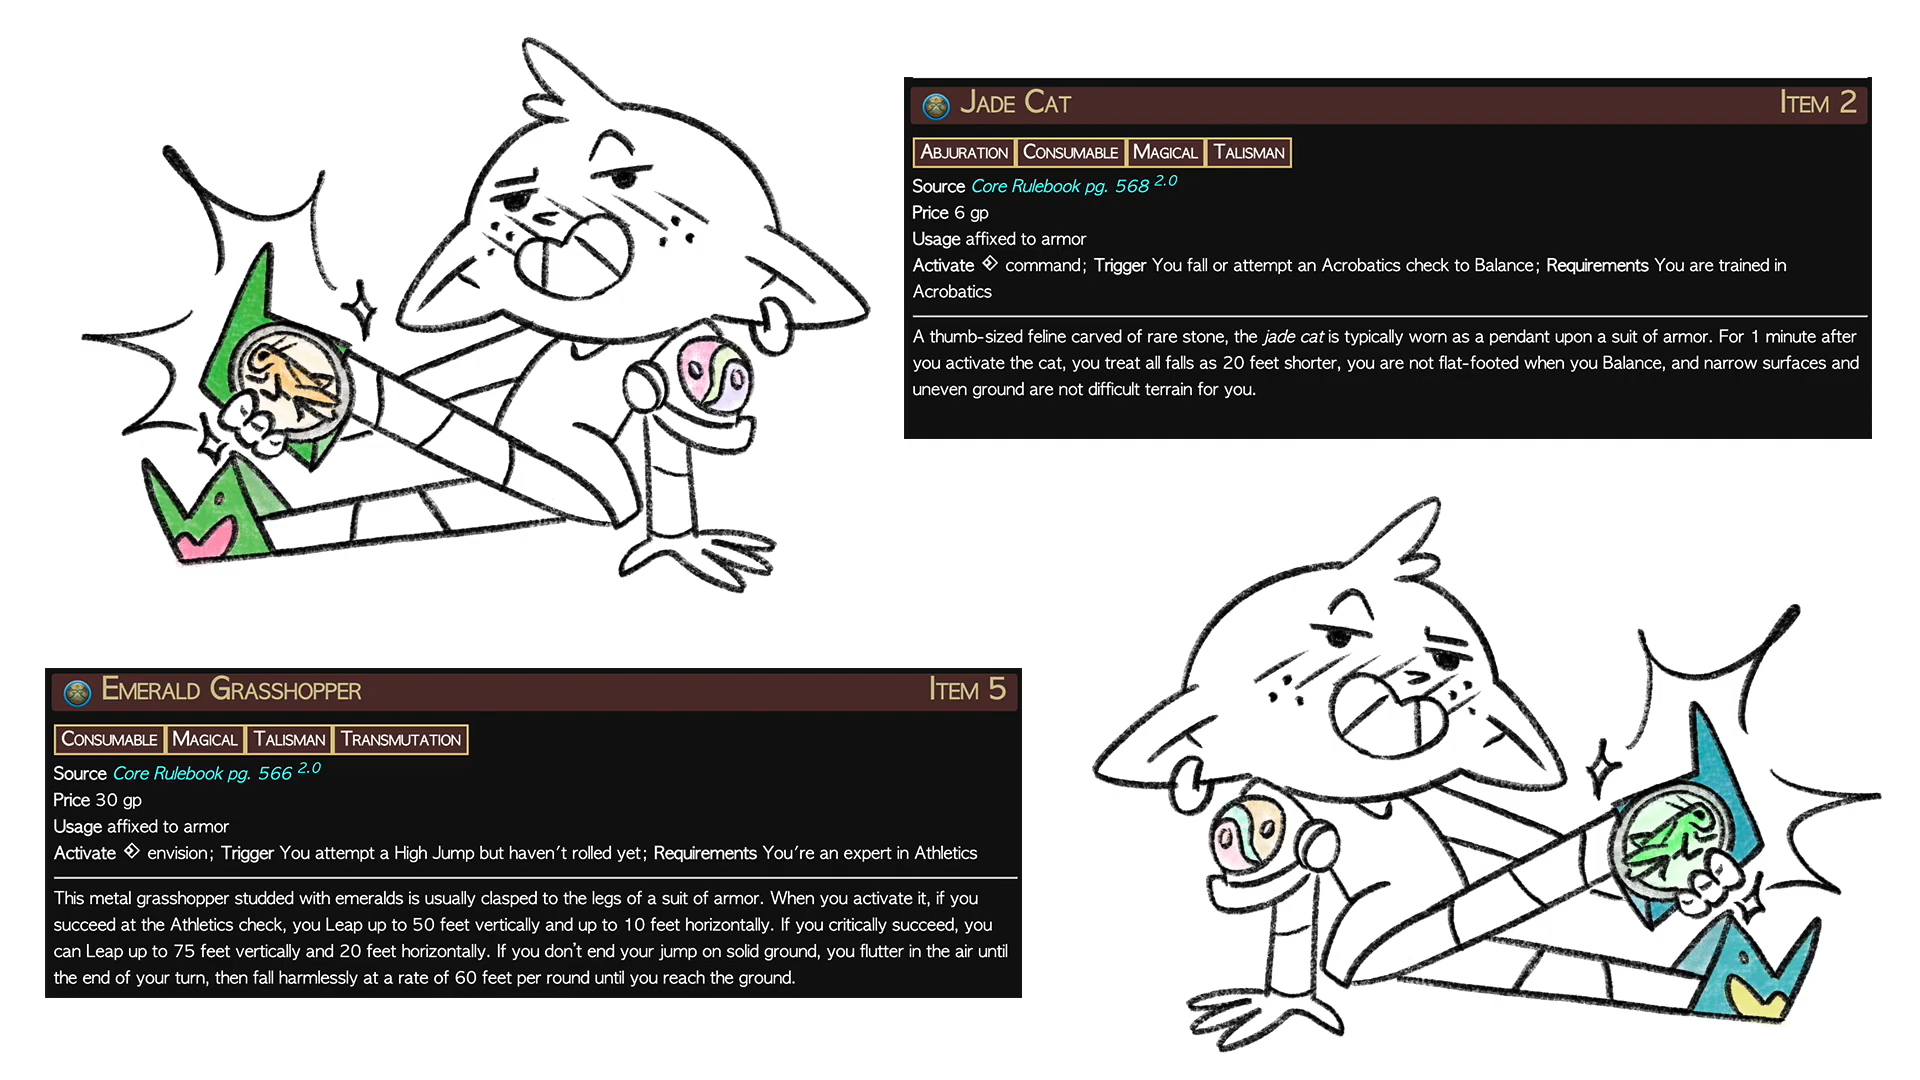 Jade Cat Item 2
Abjuration Consumable Magical Talisman
Source Core Rulebook pg. 568 2.0
Price 6 gp
Usage affixed to armor
Activate command; Trigger You fall or attempt an Acrobatics check to Balance; Requirements You are trained in
Acrobatics
A thumb-sized feline carved of rare stone, the jade cat is typically worn as a pendant upon a suit of armor. For 1 minute after
you activate the cat, you treat all falls as 20 feet shorter, you are not flat-footed when you Balance, and narrow surfaces and
uneven ground are not difficult terrain for you.
Emerald Grasshopper Item 5
Consumable Magical Talisman Transmutation
Source Core Rulebook pg. 566 2.0
Price 30 gp
Usage affixed to armor
Activate envision; Trigger You attempt a High Jump but haven't rolled yet; Requirements You're an expert in Athletics
This metal grasshopper studded with emeralds is usually clasped to the legs of a suit of armor. When you activate it, if you
succeed at the Athletics check, you Leap up to 50 feet vertically and up to 10 feet horizontally. If you critically succeed, you
can Leap up to 75 feet vertically and 20 feet horizontally. If you don't end your jump on solid ground, you flutter in the air until
the end of your turn, then fall harmlessly at a rate of 60 feet per round until you reach the ground.